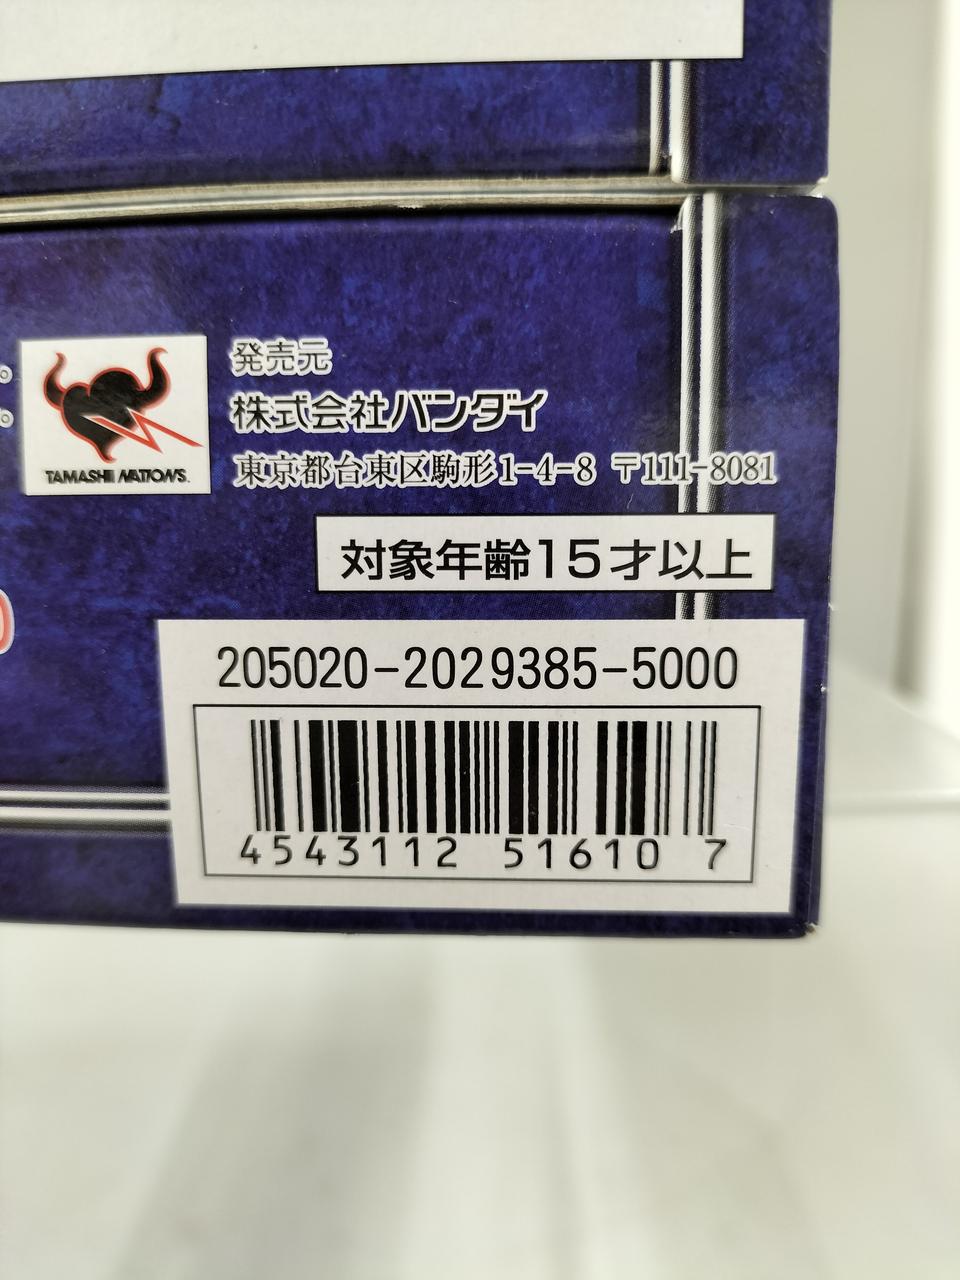 発売元
株式会社バンダイ
東京都台東区駒形1-4-8 〒111-8081
TAMASHII NATIONS.
対象年齢15才以上
205020-2029385-5000
4543112 51610 7